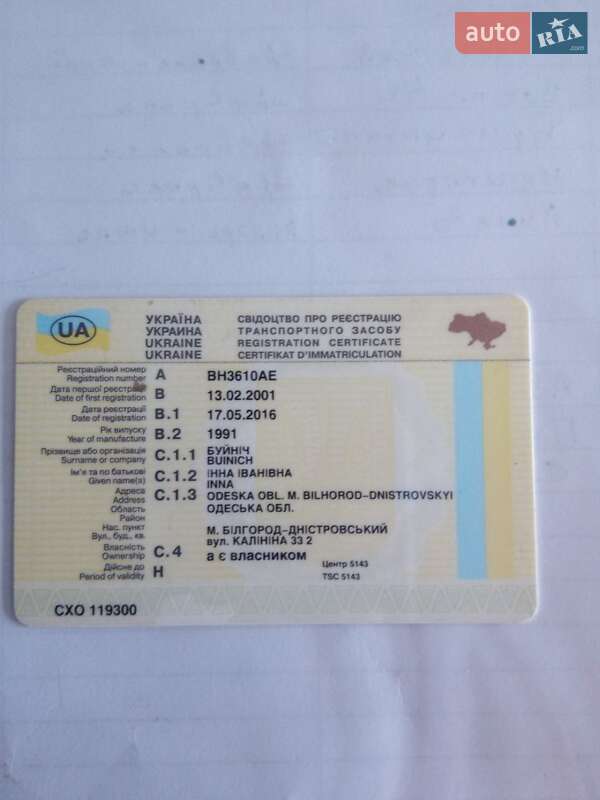 auto RIA .com
UA
УКРАЇНА СВІДОЦТВО ПРО РЕЄСТРАЦІЮ
УКРАИНА ТРАНСПОРТНОГО ЗАСОБУ
UKRAINE REGISTRATION CERTIFICATE
UKRAINE CERTIFIKAT D'IMMATRICULATION
Реєстраційний номер
Registration number A ВН3610АЕ
Дата першої реєстрації
Date of first registration B 13.02.2001
Дата реєстрації
Date of registration B.1 17.05.2016
Рік випуску
Year of manufacture B.2 1991
Прізвище або організація C.1.1 БУЙНІЧ
Surname or company BUINICH
Ім'я та по батькові C.1.2 ІННА ІВАНІВНА
Given name(s) INNA
Адреса C.1.3 ODESKA OBL. M. BILHOROD-DNISTROVSKYI
Address ОДЕСЬКА ОБЛ.
Область
Район
Нас. пункт М. БІЛГОРОД-ДНІСТРОВСЬКИЙ
Вул., буд., кв. вул. КАЛІНІНА 33 2
Власність
Ownership C.4 а є власником
Дійсне до Центр 5143
Period of validity H TSC 5143
СХО 119300